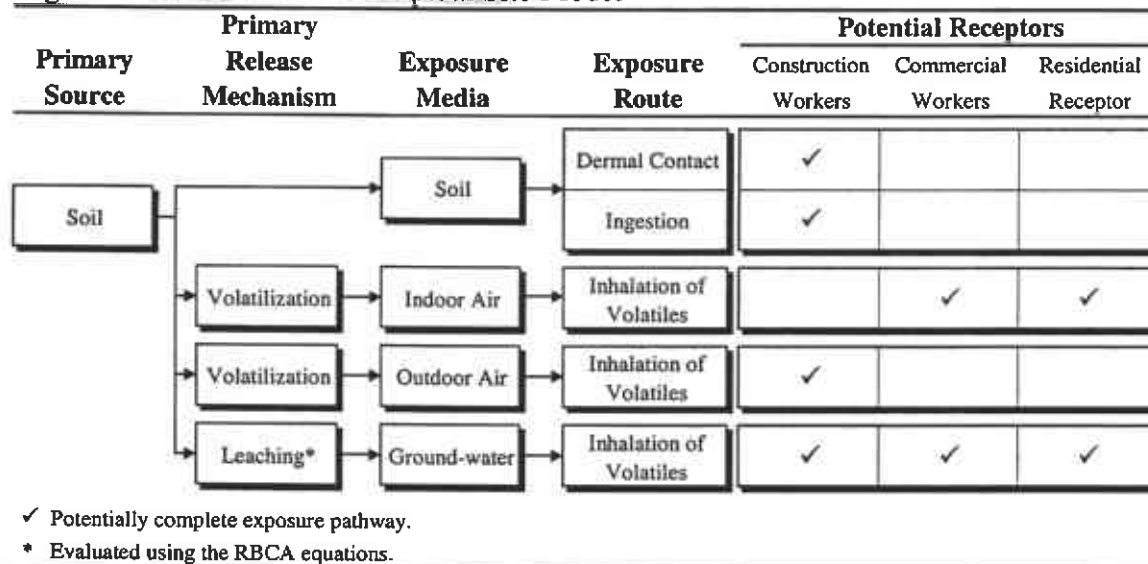 Potential Receptors
Primary Source
Primary Release Mechanism
Exposure Media
Exposure Route
Construction Workers
Commercial Workers
Residential Receptor
Soil
Soil
Dermal Contact
✓
Ingestion
✓
Volatilization
Indoor Air
Inhalation of
Volatiles
✓
✓
Volatilization
Outdoor Air
Inhalation of
Volatiles
✓
Leaching*
Ground-water
Inhalation of
Volatiles
✓
✓
✓
✓ Potentially complete exposure pathway.
* Evaluated using the RBCA equations.